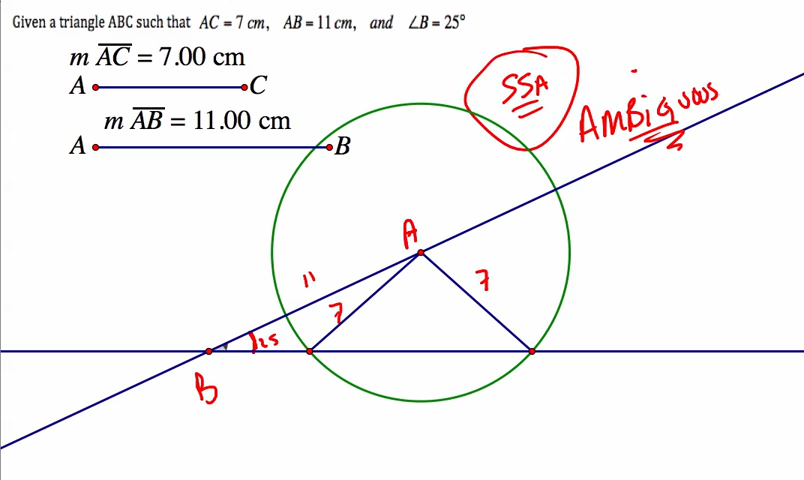 Given a triangle ABC such that AC = 7 cm, AB = 11 cm, and ∠B = 25°
m AC = 7.00 cm
A C
m AB = 11.00 cm
A B
SSA
AMBiguous
A
11
7
7
25
B